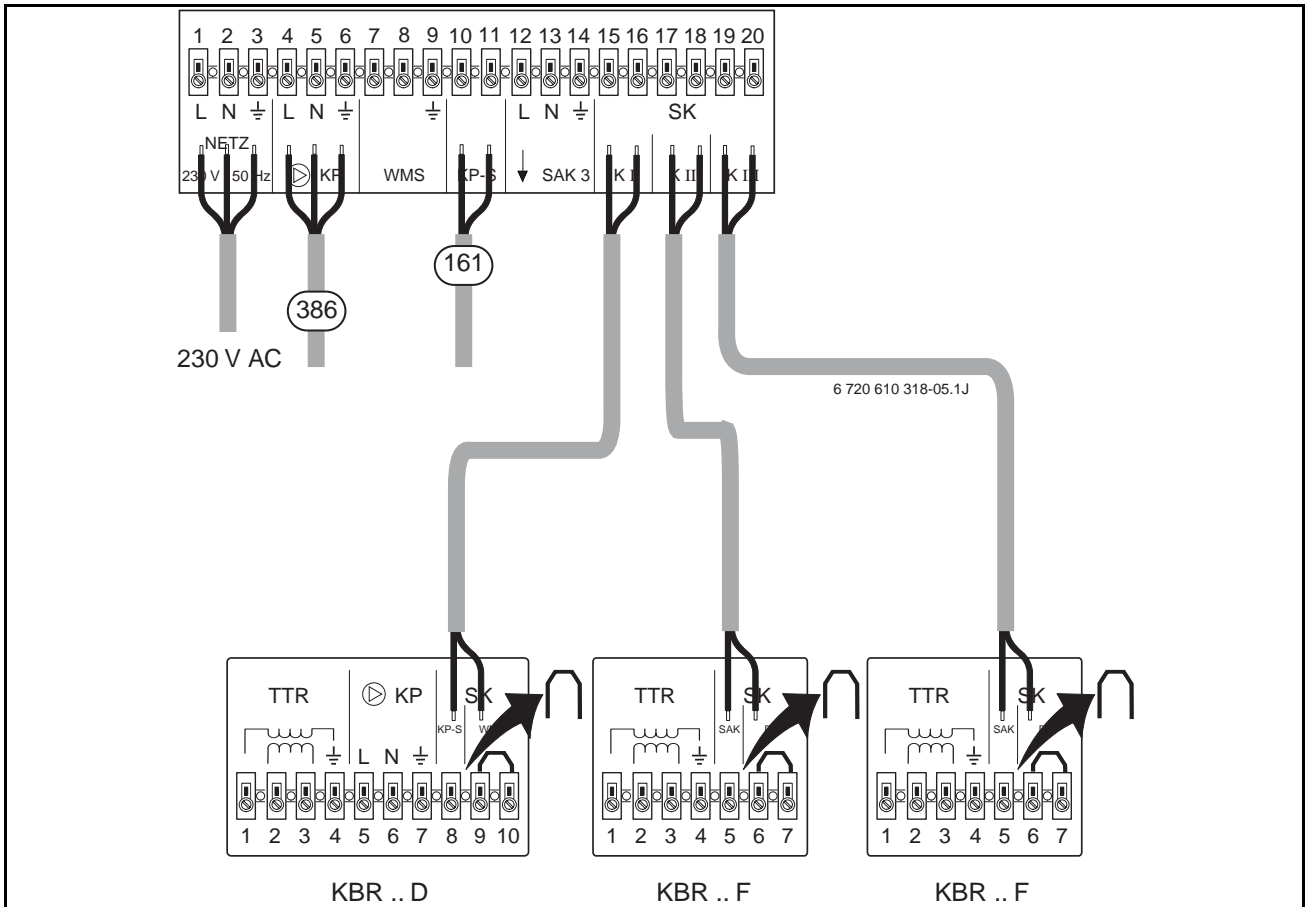 1 2 3 4 5 6 7 8 9 10 11 12 13 14 15 16 17 18 19 20
L N L N L N SK
NETZ
230 V 50 Hz KP WMS KP-S SAK 3 K I K II K III
161
386
230 V AC
6 720 610 318-05.1J
TTR KP SK TTR SK TTR SK
KP-S SAK SAK
L N
1 2 3 4 5 6 7 8 9 10 1 2 3 4 5 6 7 1 2 3 4 5 6 7
KBR .. D KBR .. F KBR .. F